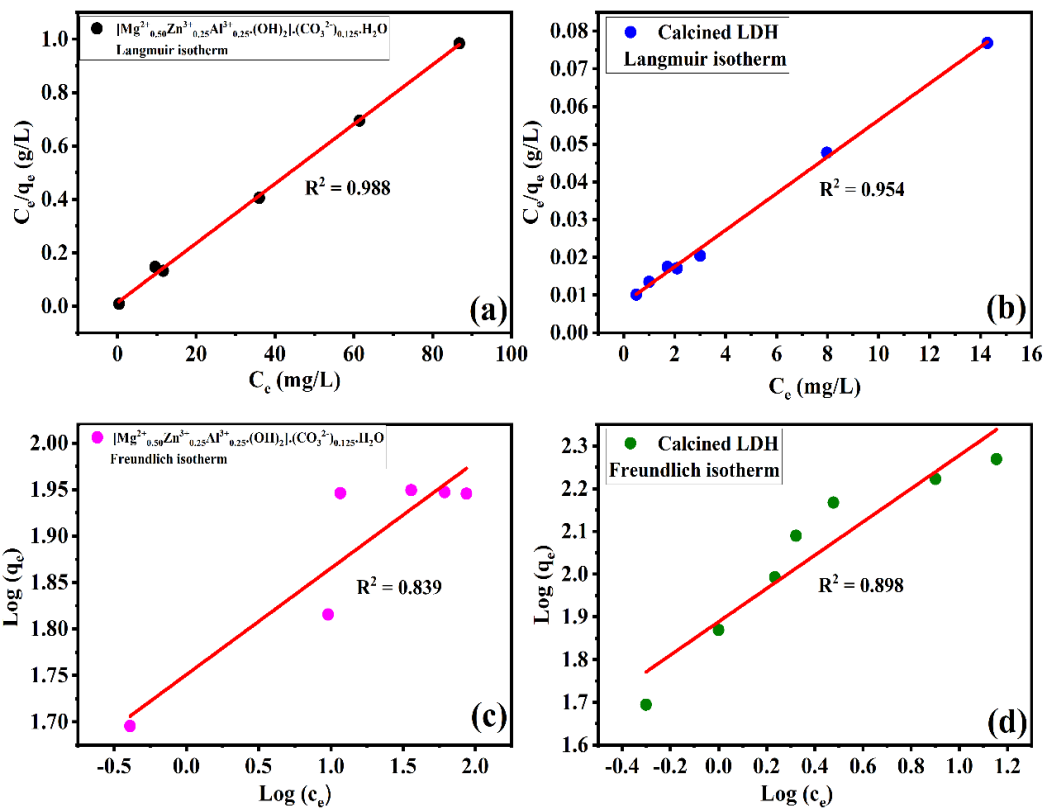 [Mg²⁺₀.₅₀Zn³⁺₀.₂₅Al³⁺₀.₂₅.(OH)₂].(CO₃²⁻)₀.₁₂₅.H₂O
Langmuir isotherm
1.0
0.8
0.6
0.4
0.2
0.0
Cₑ/qₑ (g/L)
R² = 0.988
(a)
0 20 40 60 80 100
Cₑ (mg/L)
Calcined LDH
Langmuir isotherm
0.08
0.07
0.06
0.05
0.04
0.03
0.02
0.01
0.00
Cₑ/qₑ (g/L)
R² = 0.954
(b)
0 2 4 6 8 10 12 14 16
Cₑ (mg/L)
[Mg²⁺₀.₅₀Zn³⁺₀.₂₅Al³⁺₀.₂₅.(OH)₂].(CO₃²⁻)₀.₁₂₅.H₂O
Freundlich isotherm
2.00
1.95
1.90
1.85
1.80
1.75
1.70
Log (qₑ)
R² = 0.839
(c)
-0.5 0.0 0.5 1.0 1.5 2.0
Log (cₑ)
Calcined LDH
Freundlich isotherm
2.3
2.2
2.1
2.0
1.9
1.8
1.7
1.6
Log (qₑ)
R² = 0.898
(d)
-0.4 -0.2 0.0 0.2 0.4 0.6 0.8 1.0 1.2
Log (cₑ)